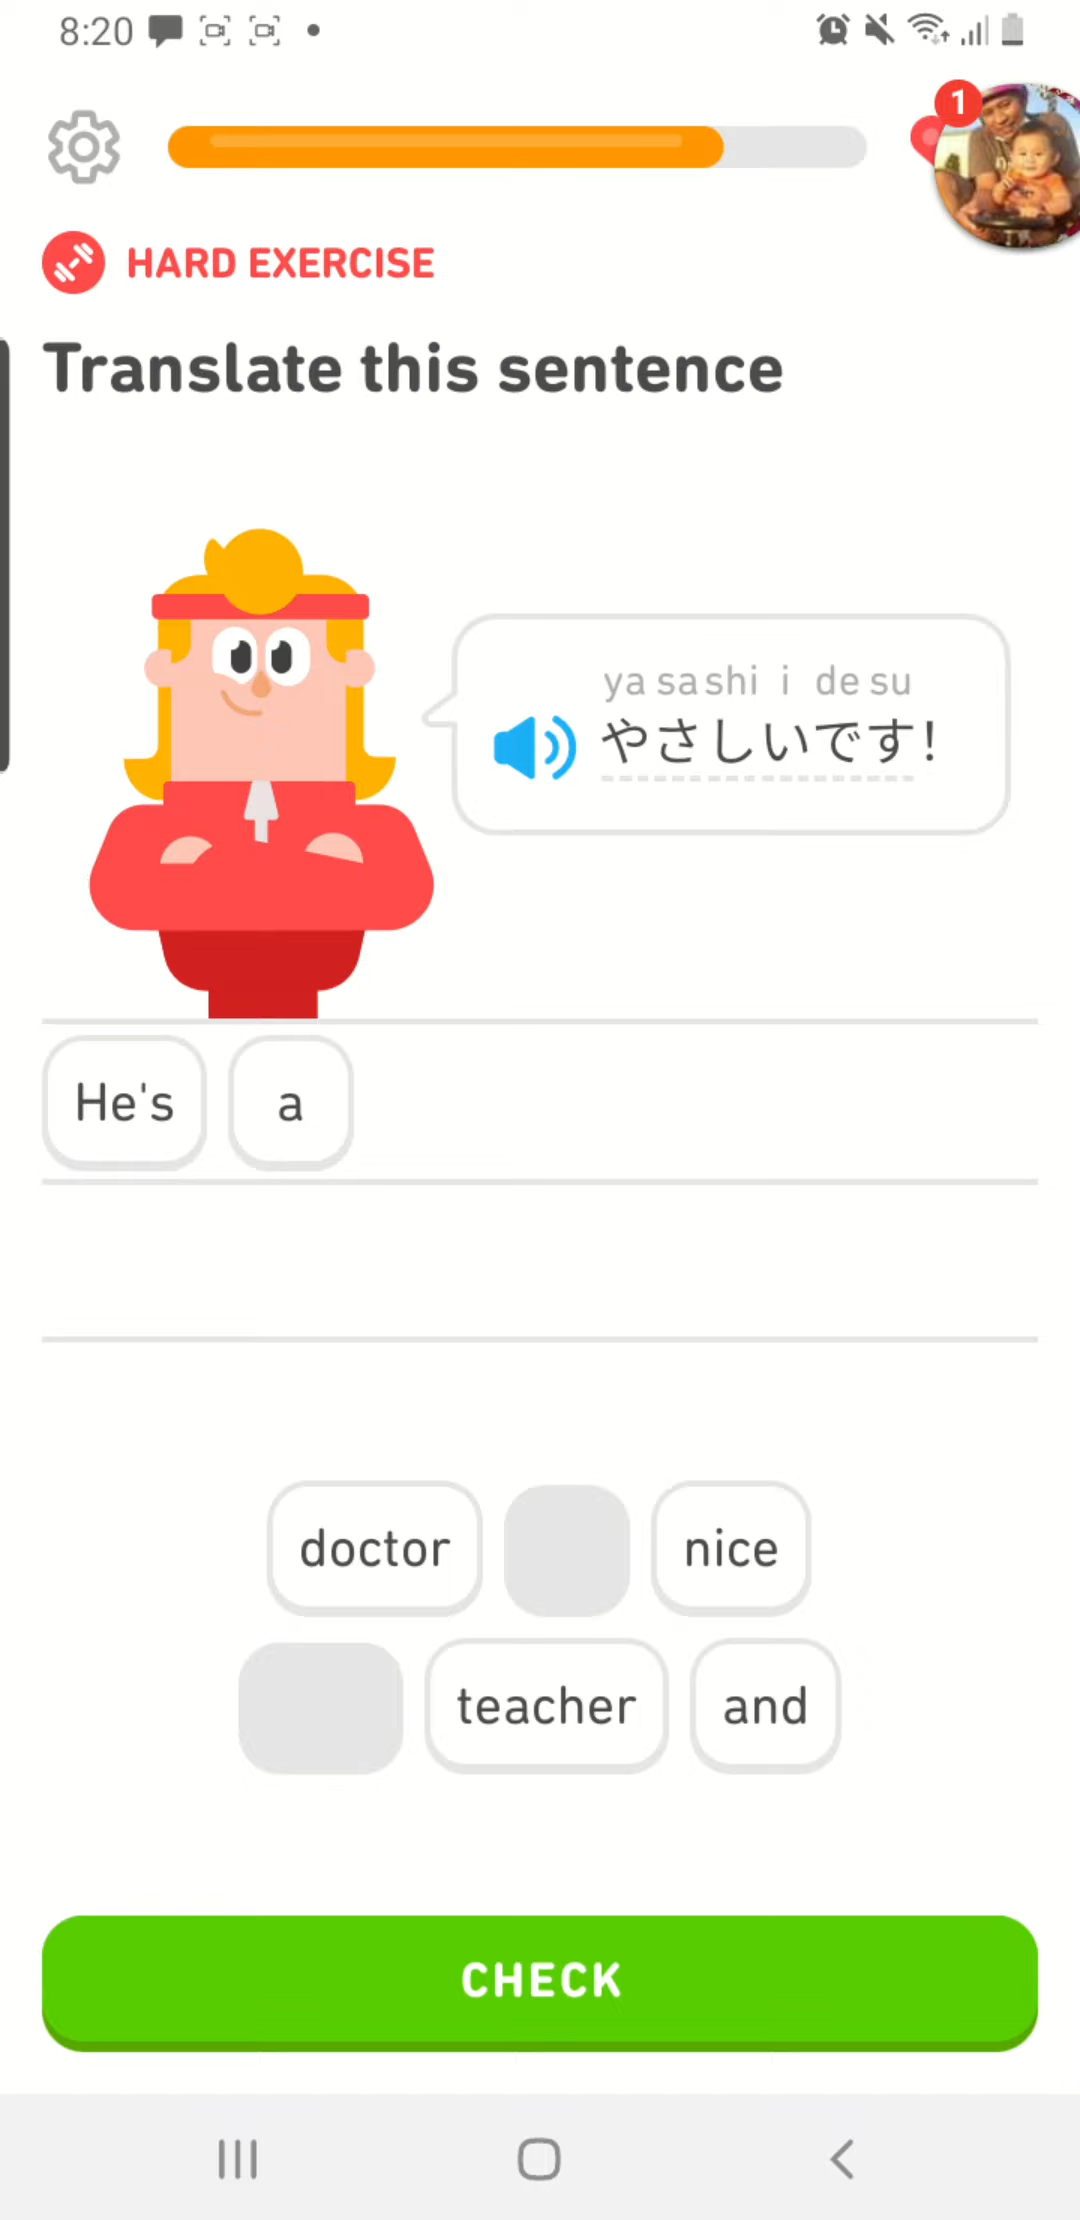 8:20
1
HARD EXERCISE
Translate this sentence
ya sa shi i de su
やさしいです!
He's a
doctor nice
teacher and
CHECK